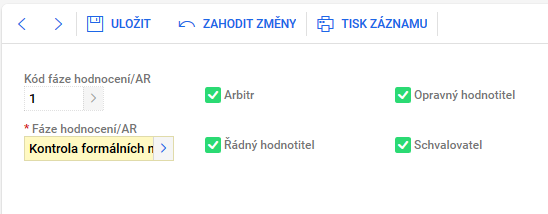 ULOŽIT ZAHODIT ZMĚNY TISK ZÁZNAMU
Kód fáze hodnocení/AR
1
Arbitr Opravný hodnotitel
* Fáze hodnocení/AR
Kontrola formálních n
Řádný hodnotitel Schvalovatel